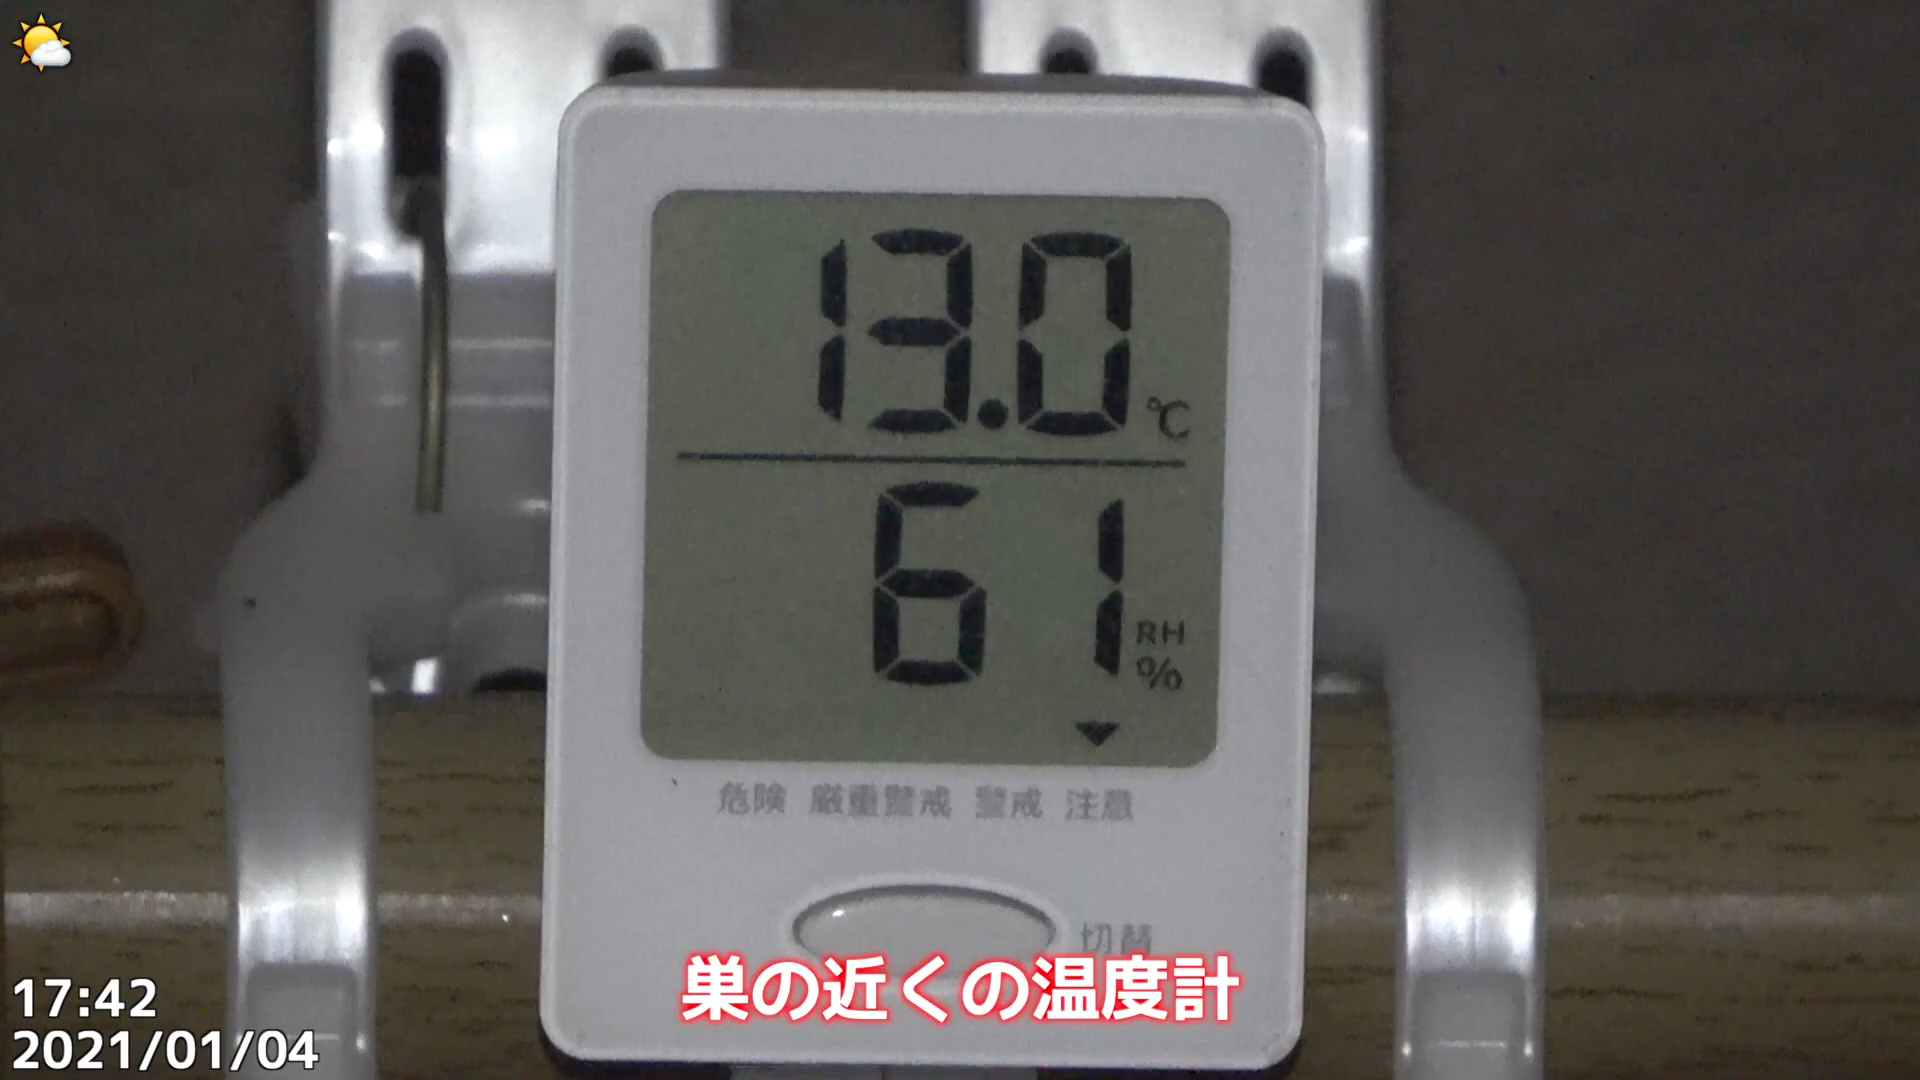 13.0 ℃
61 RH %
危険 厳重警戒 警戒 注意
切替
巣の近くの温度計
17:42
2021/01/04